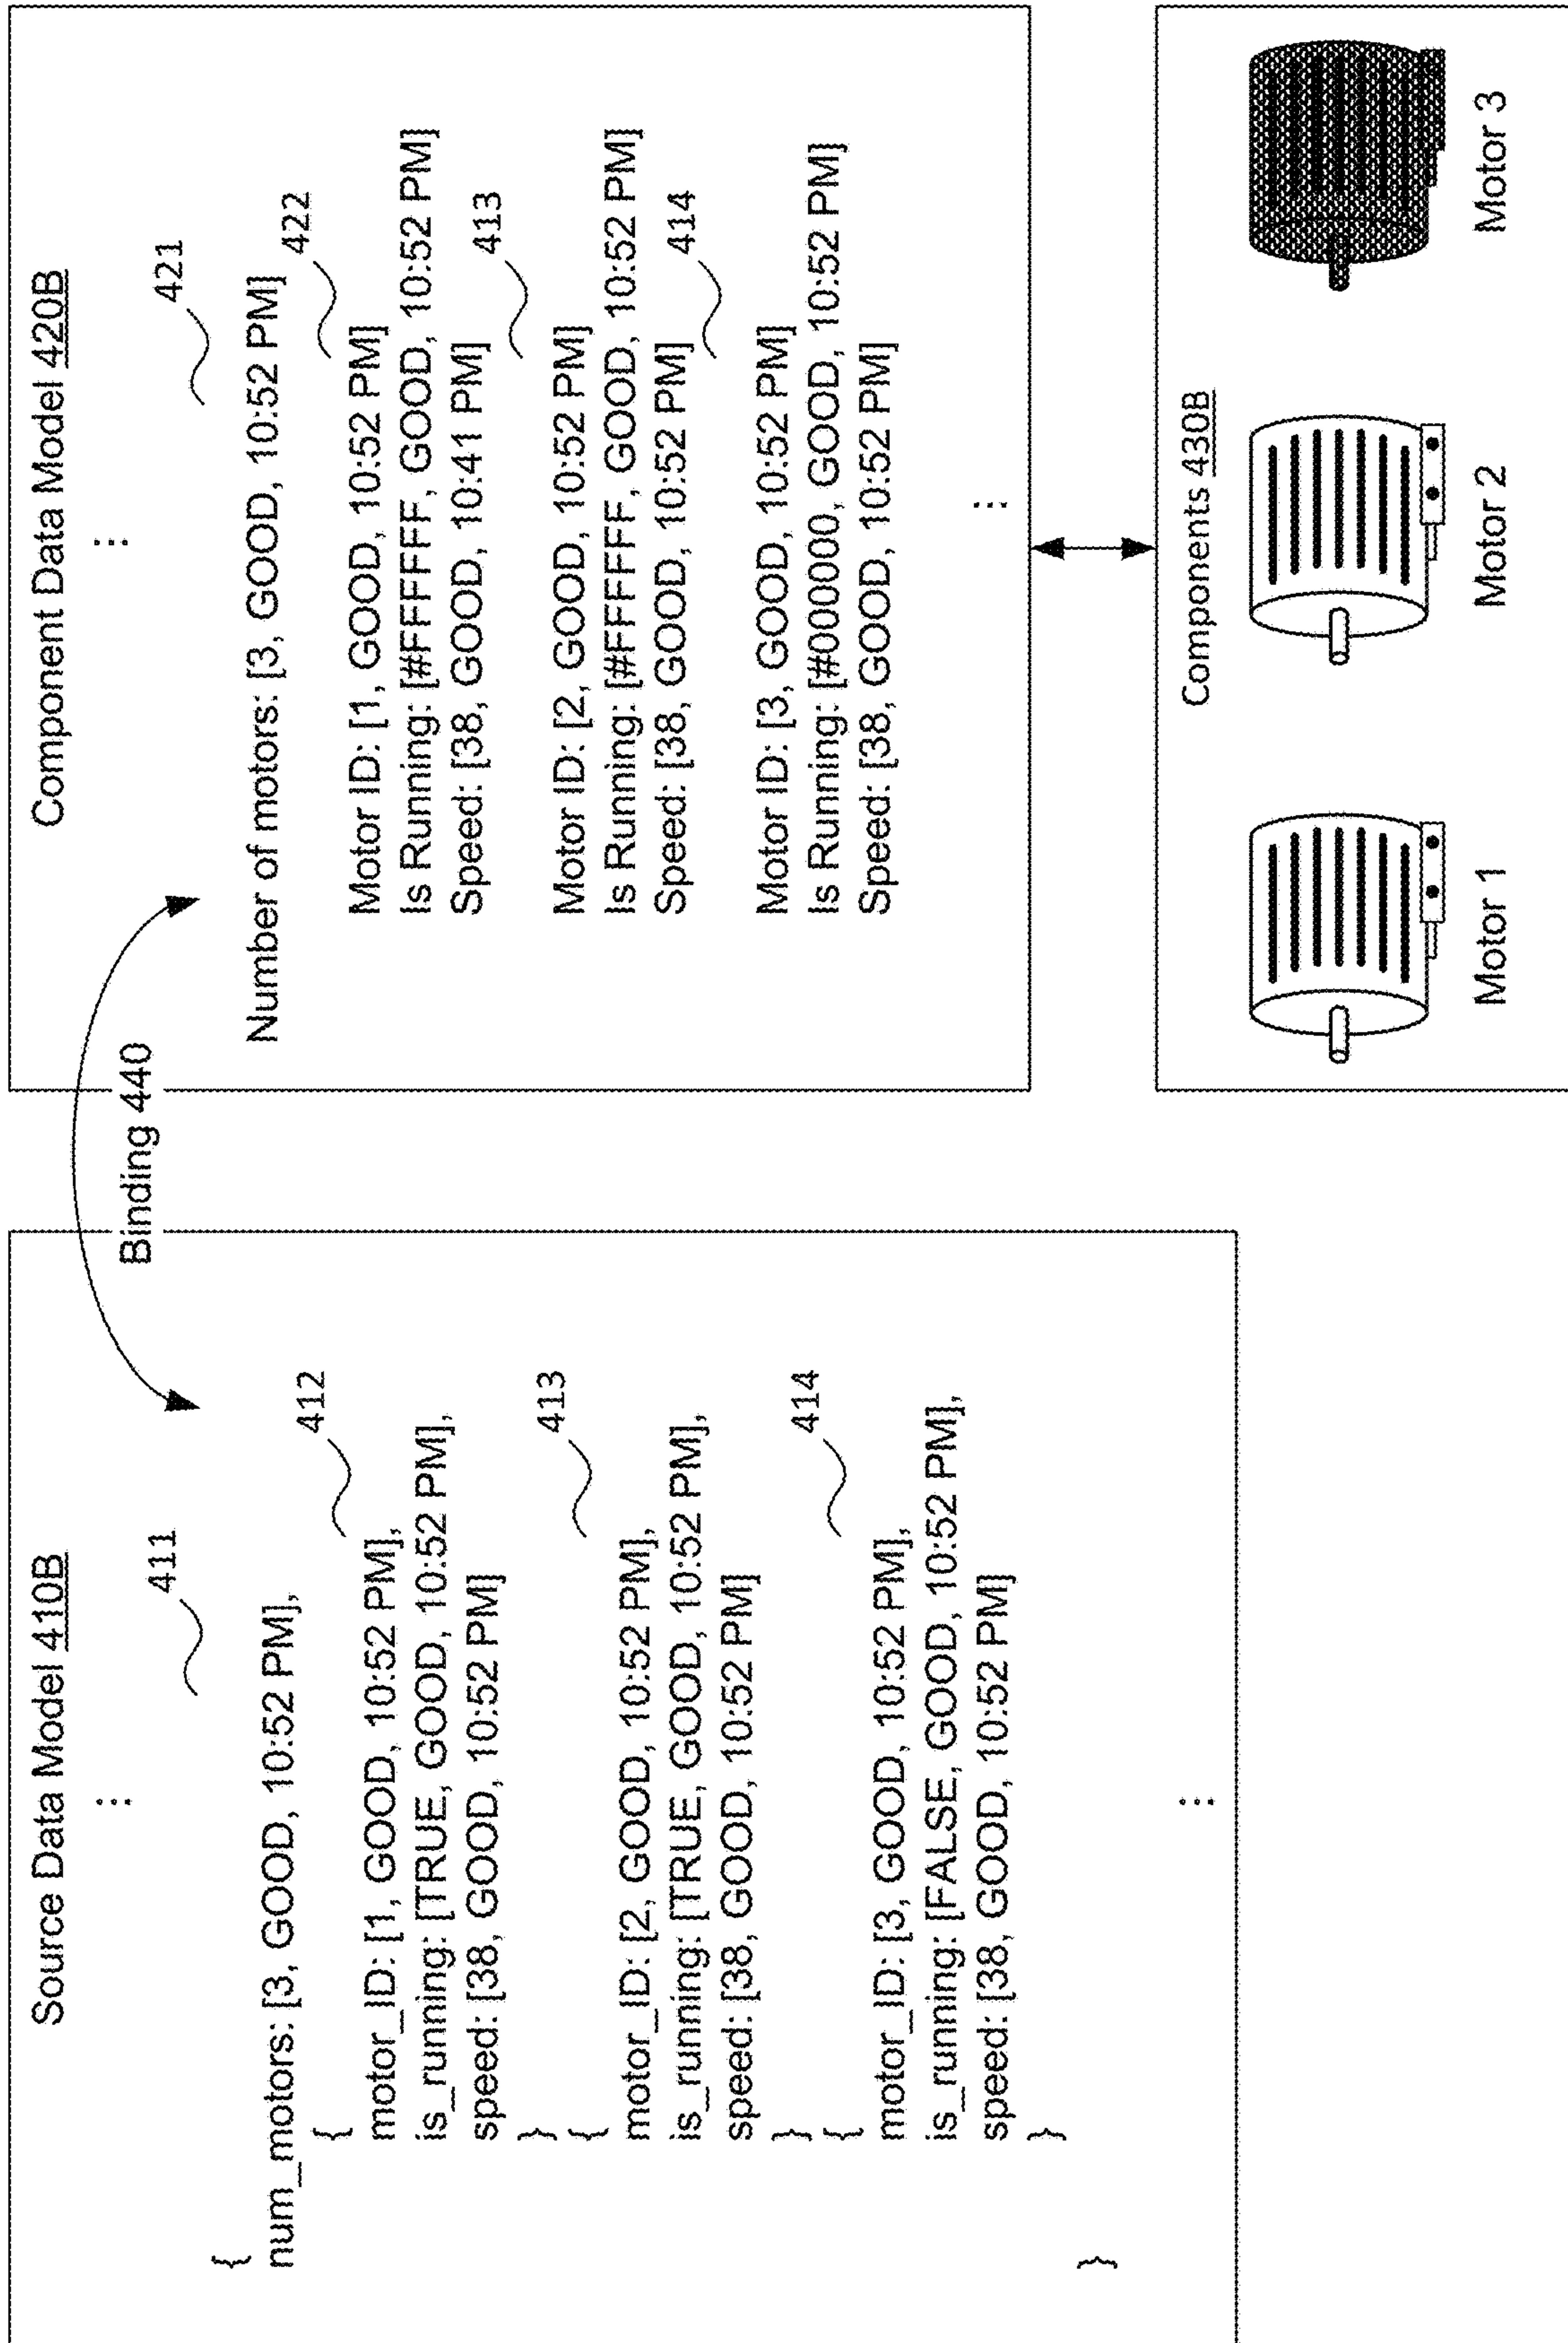 Source Data Model 410B
⋮
411
{
num_motors: [3, GOOD, 10:52 PM],
412
{
motor_ID: [1, GOOD, 10:52 PM],
is_running: [TRUE, GOOD, 10:52 PM],
speed: [38, GOOD, 10:52 PM]
}
413
{
motor_ID: [2, GOOD, 10:52 PM],
is_running: [TRUE, GOOD, 10:52 PM],
speed: [38, GOOD, 10:52 PM]
}
414
{
motor_ID: [3, GOOD, 10:52 PM],
is_running: [FALSE, GOOD, 10:52 PM],
speed: [38, GOOD, 10:52 PM]
}
}
⋮
Binding 440
Component Data Model 420B
⋮
421
Number of motors: [3, GOOD, 10:52 PM]
422
Motor ID: [1, GOOD, 10:52 PM]
Is Running: [#FFFFFF, GOOD, 10:52 PM]
Speed: [38, GOOD, 10:41 PM]
413
Motor ID: [2, GOOD, 10:52 PM]
Is Running: [#FFFFFF, GOOD, 10:52 PM]
Speed: [38, GOOD, 10:52 PM]
414
Motor ID: [3, GOOD, 10:52 PM]
Is Running: [#000000, GOOD, 10:52 PM]
Speed: [38, GOOD, 10:52 PM]
⋮
Components 430B
Motor 1
Motor 2
Motor 3